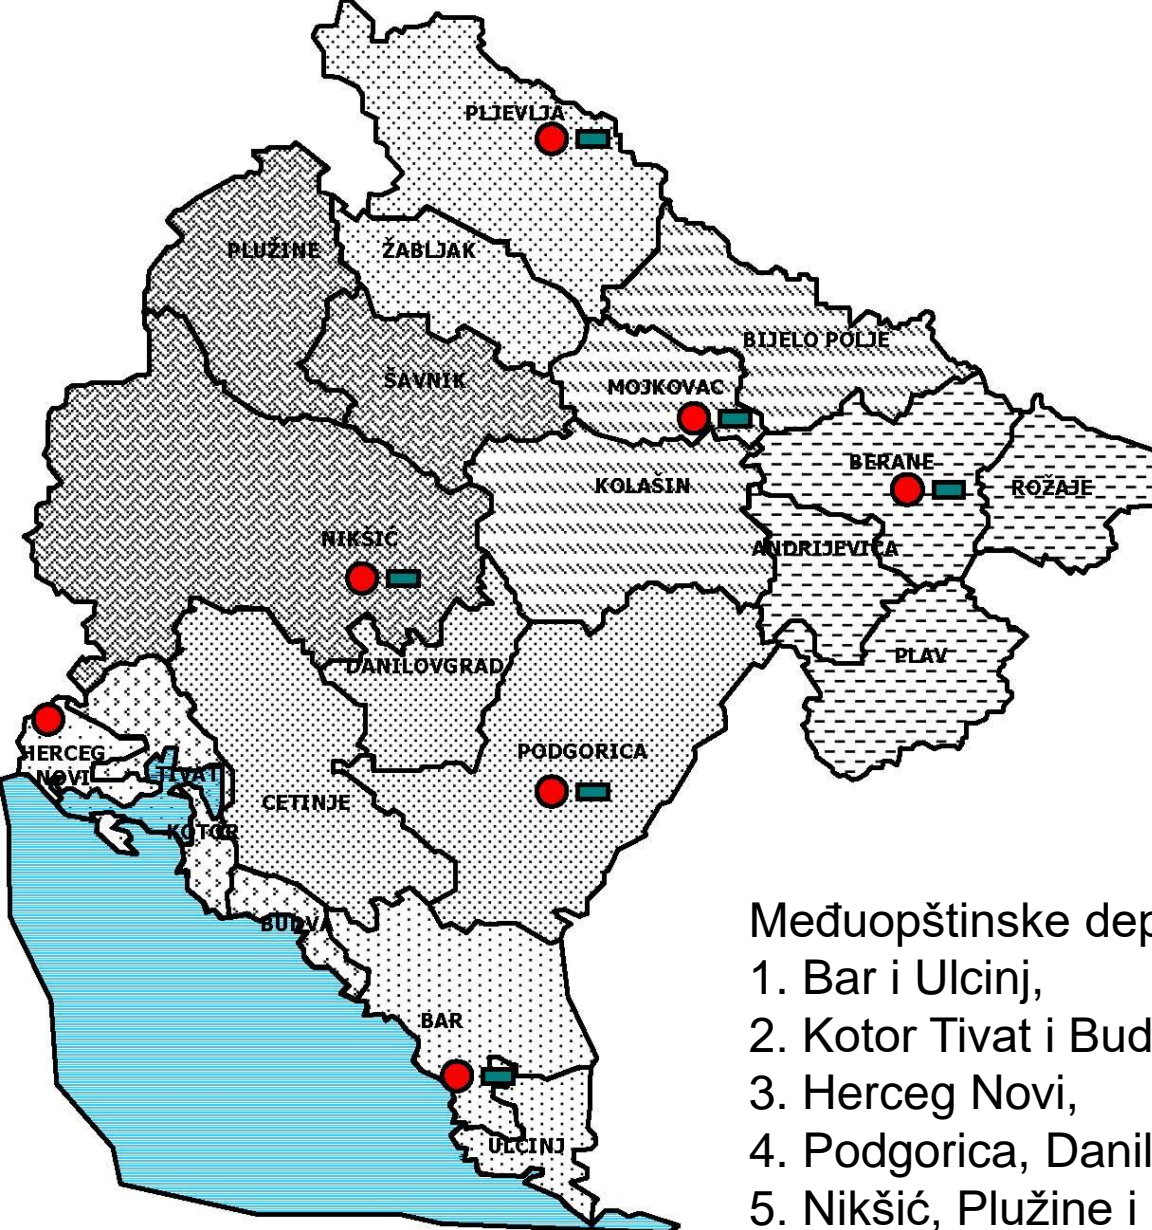 PLJEVLJA
PLUŽINE
ŽABLJAK
BIJELO POLJE
ŠAVNIK
MOJKOVAC
BERANE
KOLAŠIN
ROŽAJE
NIKŠIĆ
ANDRIJEVICA
PLAV
DANILOVGRAD
HERCEG
NOVI
TIVAT
PODGORICA
CETINJE
KOTOR
BUDVA
BAR
ULCINJ
Međuopštinske dep
1. Bar i Ulcinj,
2. Kotor Tivat i Bud
3. Herceg Novi,
4. Podgorica, Danil
5. Nikšić, Plužine i